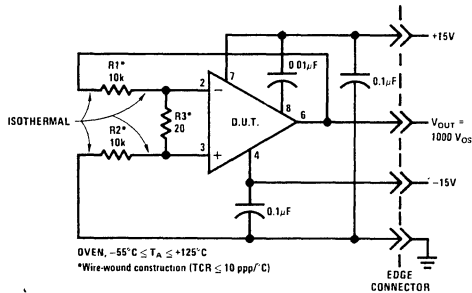 +15V
R1*
10k
7
0.01µF
0.1µF
2
−
ISOTHERMAL
R3*
20
D.U.T.
8
6
VOUT =
1000 VOS
R2*
10k
3
+
4
−15V
0.1µF
OVEN, −55°C ≤ TA ≤ +125°C
*Wire-wound construction (TCR ≤ 10 ppp/°C)
EDGE
CONNECTOR